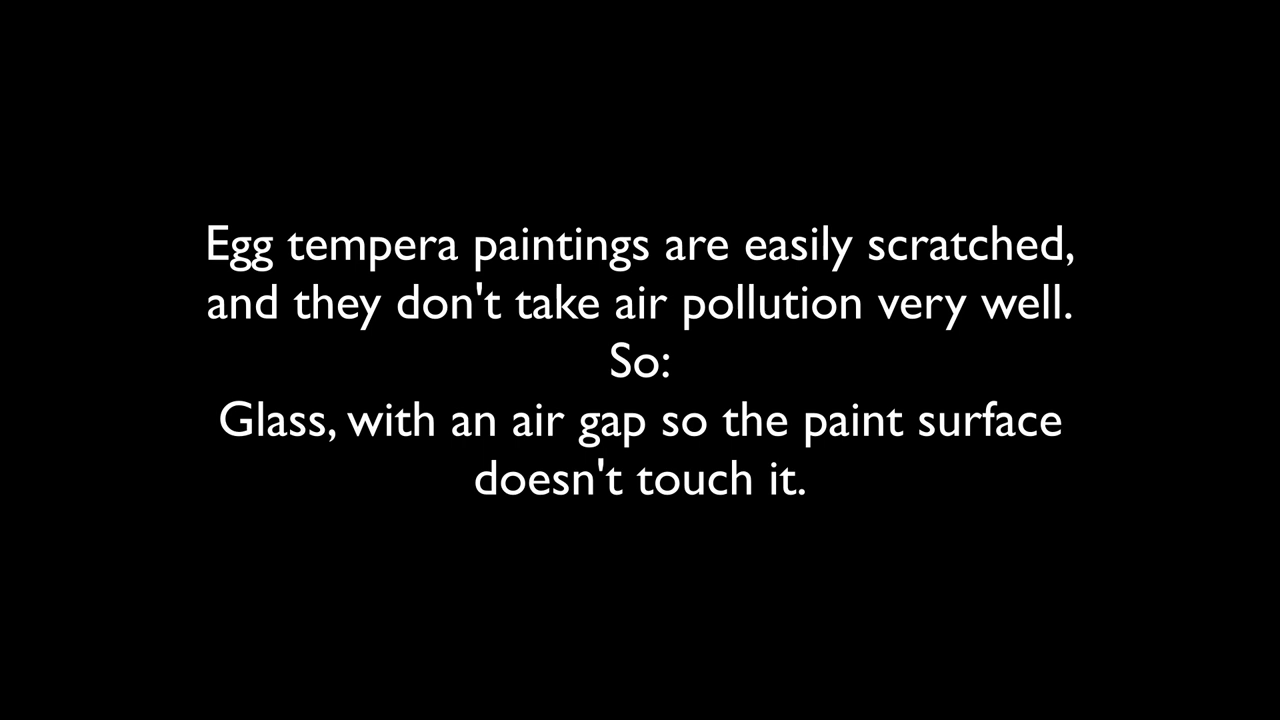 Egg tempera paintings are easily scratched,
and they don't take air pollution very well.
So:
Glass, with an air gap so the paint surface
doesn't touch it.